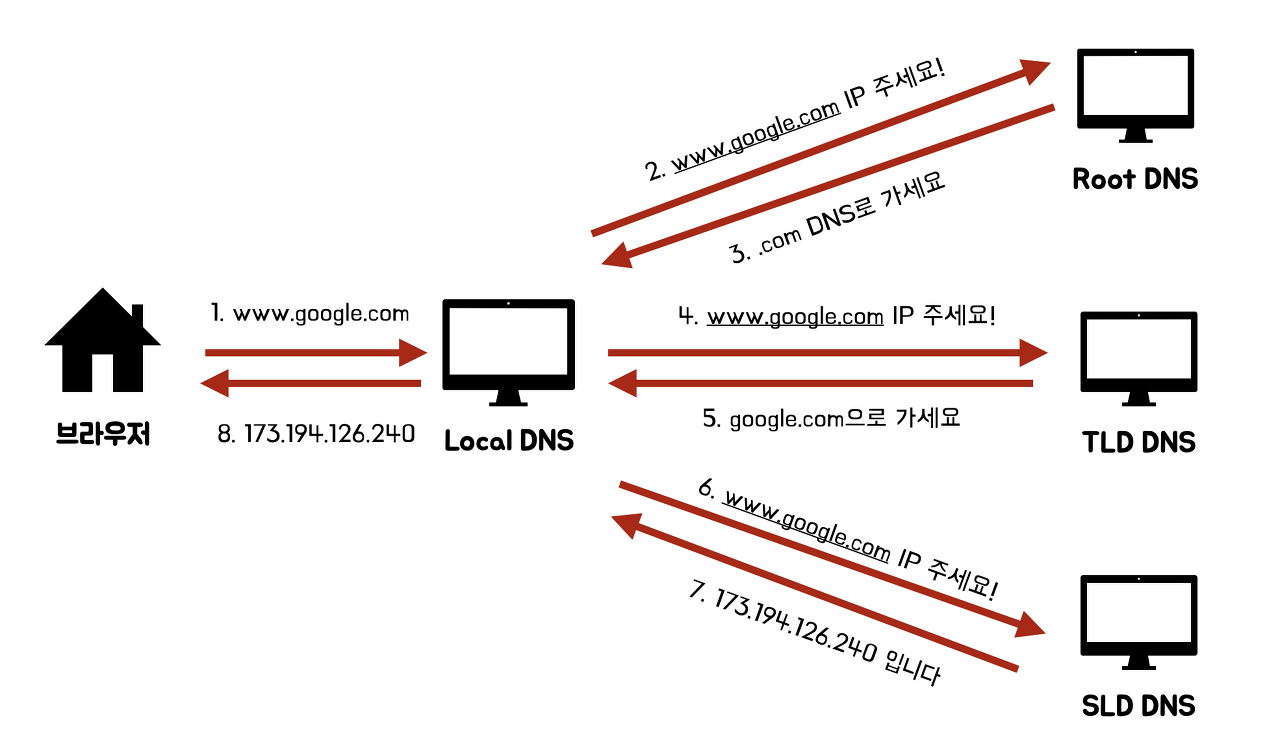 2. www.google.com IP 주세요!
Root DNS
3. .com DNS로 가세요
1. www.google.com
4. www.google.com IP 주세요!
브라우저
8. 173.194.126.240
Local DNS
5. google.com으로 가세요
TLD DNS
6. www.google.com IP 주세요!
7. 173.194.126.240 입니다
SLD DNS